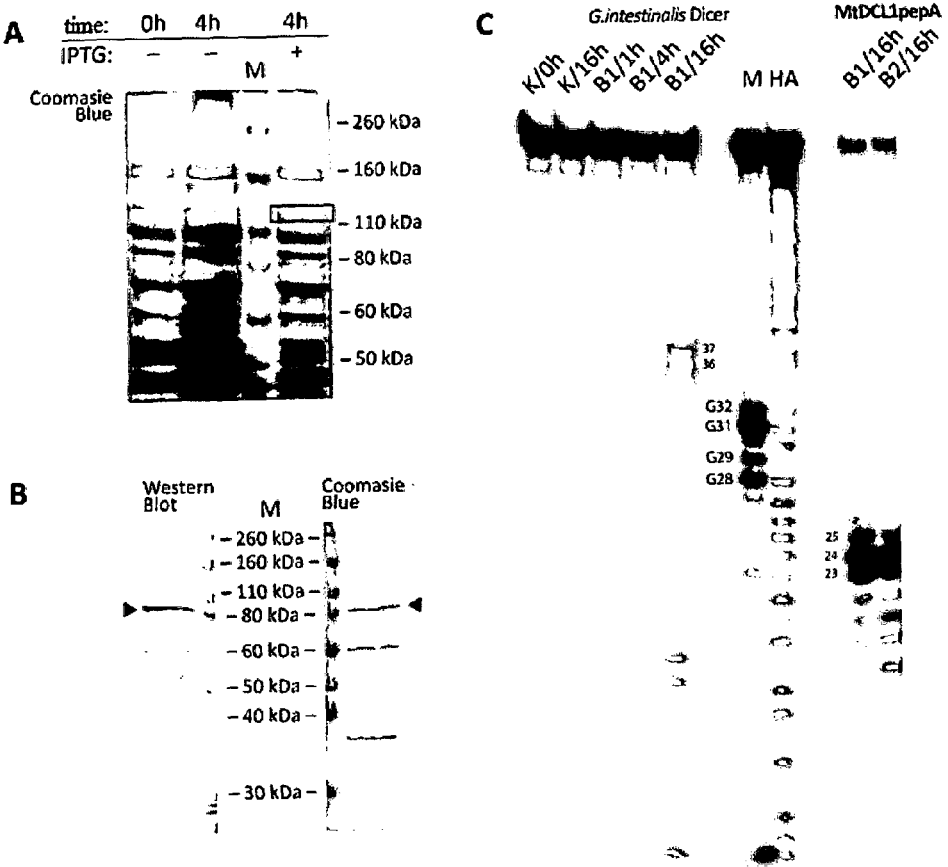 A
time: 0h 4h 4h
IPTG: – – +
M
Coomasie
Blue
– 260 kDa
– 160 kDa
– 110 kDa
– 80 kDa
– 60 kDa
– 50 kDa
B
Western
Blot
M
Coomasie
Blue
– 260 kDa –
– 160 kDa –
– 110 kDa –
– 80 kDa –
– 60 kDa –
– 50 kDa –
– 40 kDa –
– 30 kDa –
C
G.intestinalis Dicer
MtDCL1pepA
K/0h
K/16h
B1/1h
B1/4h
B1/16h
M HA
B1/16h
B2/16h
37
36
G32
G31
G29
G28
25
24
23